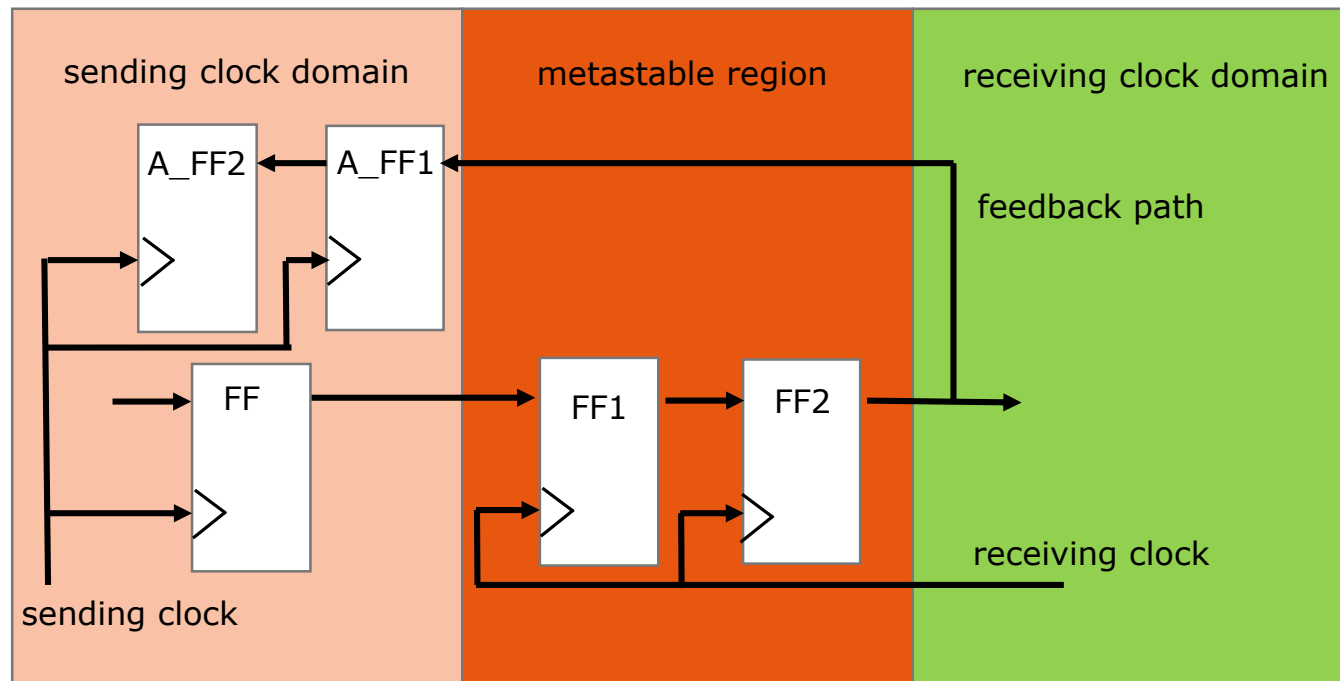 sending clock domain
metastable region
receiving clock domain
A_FF2
A_FF1
feedback path
FF
FF1
FF2
receiving clock
sending clock